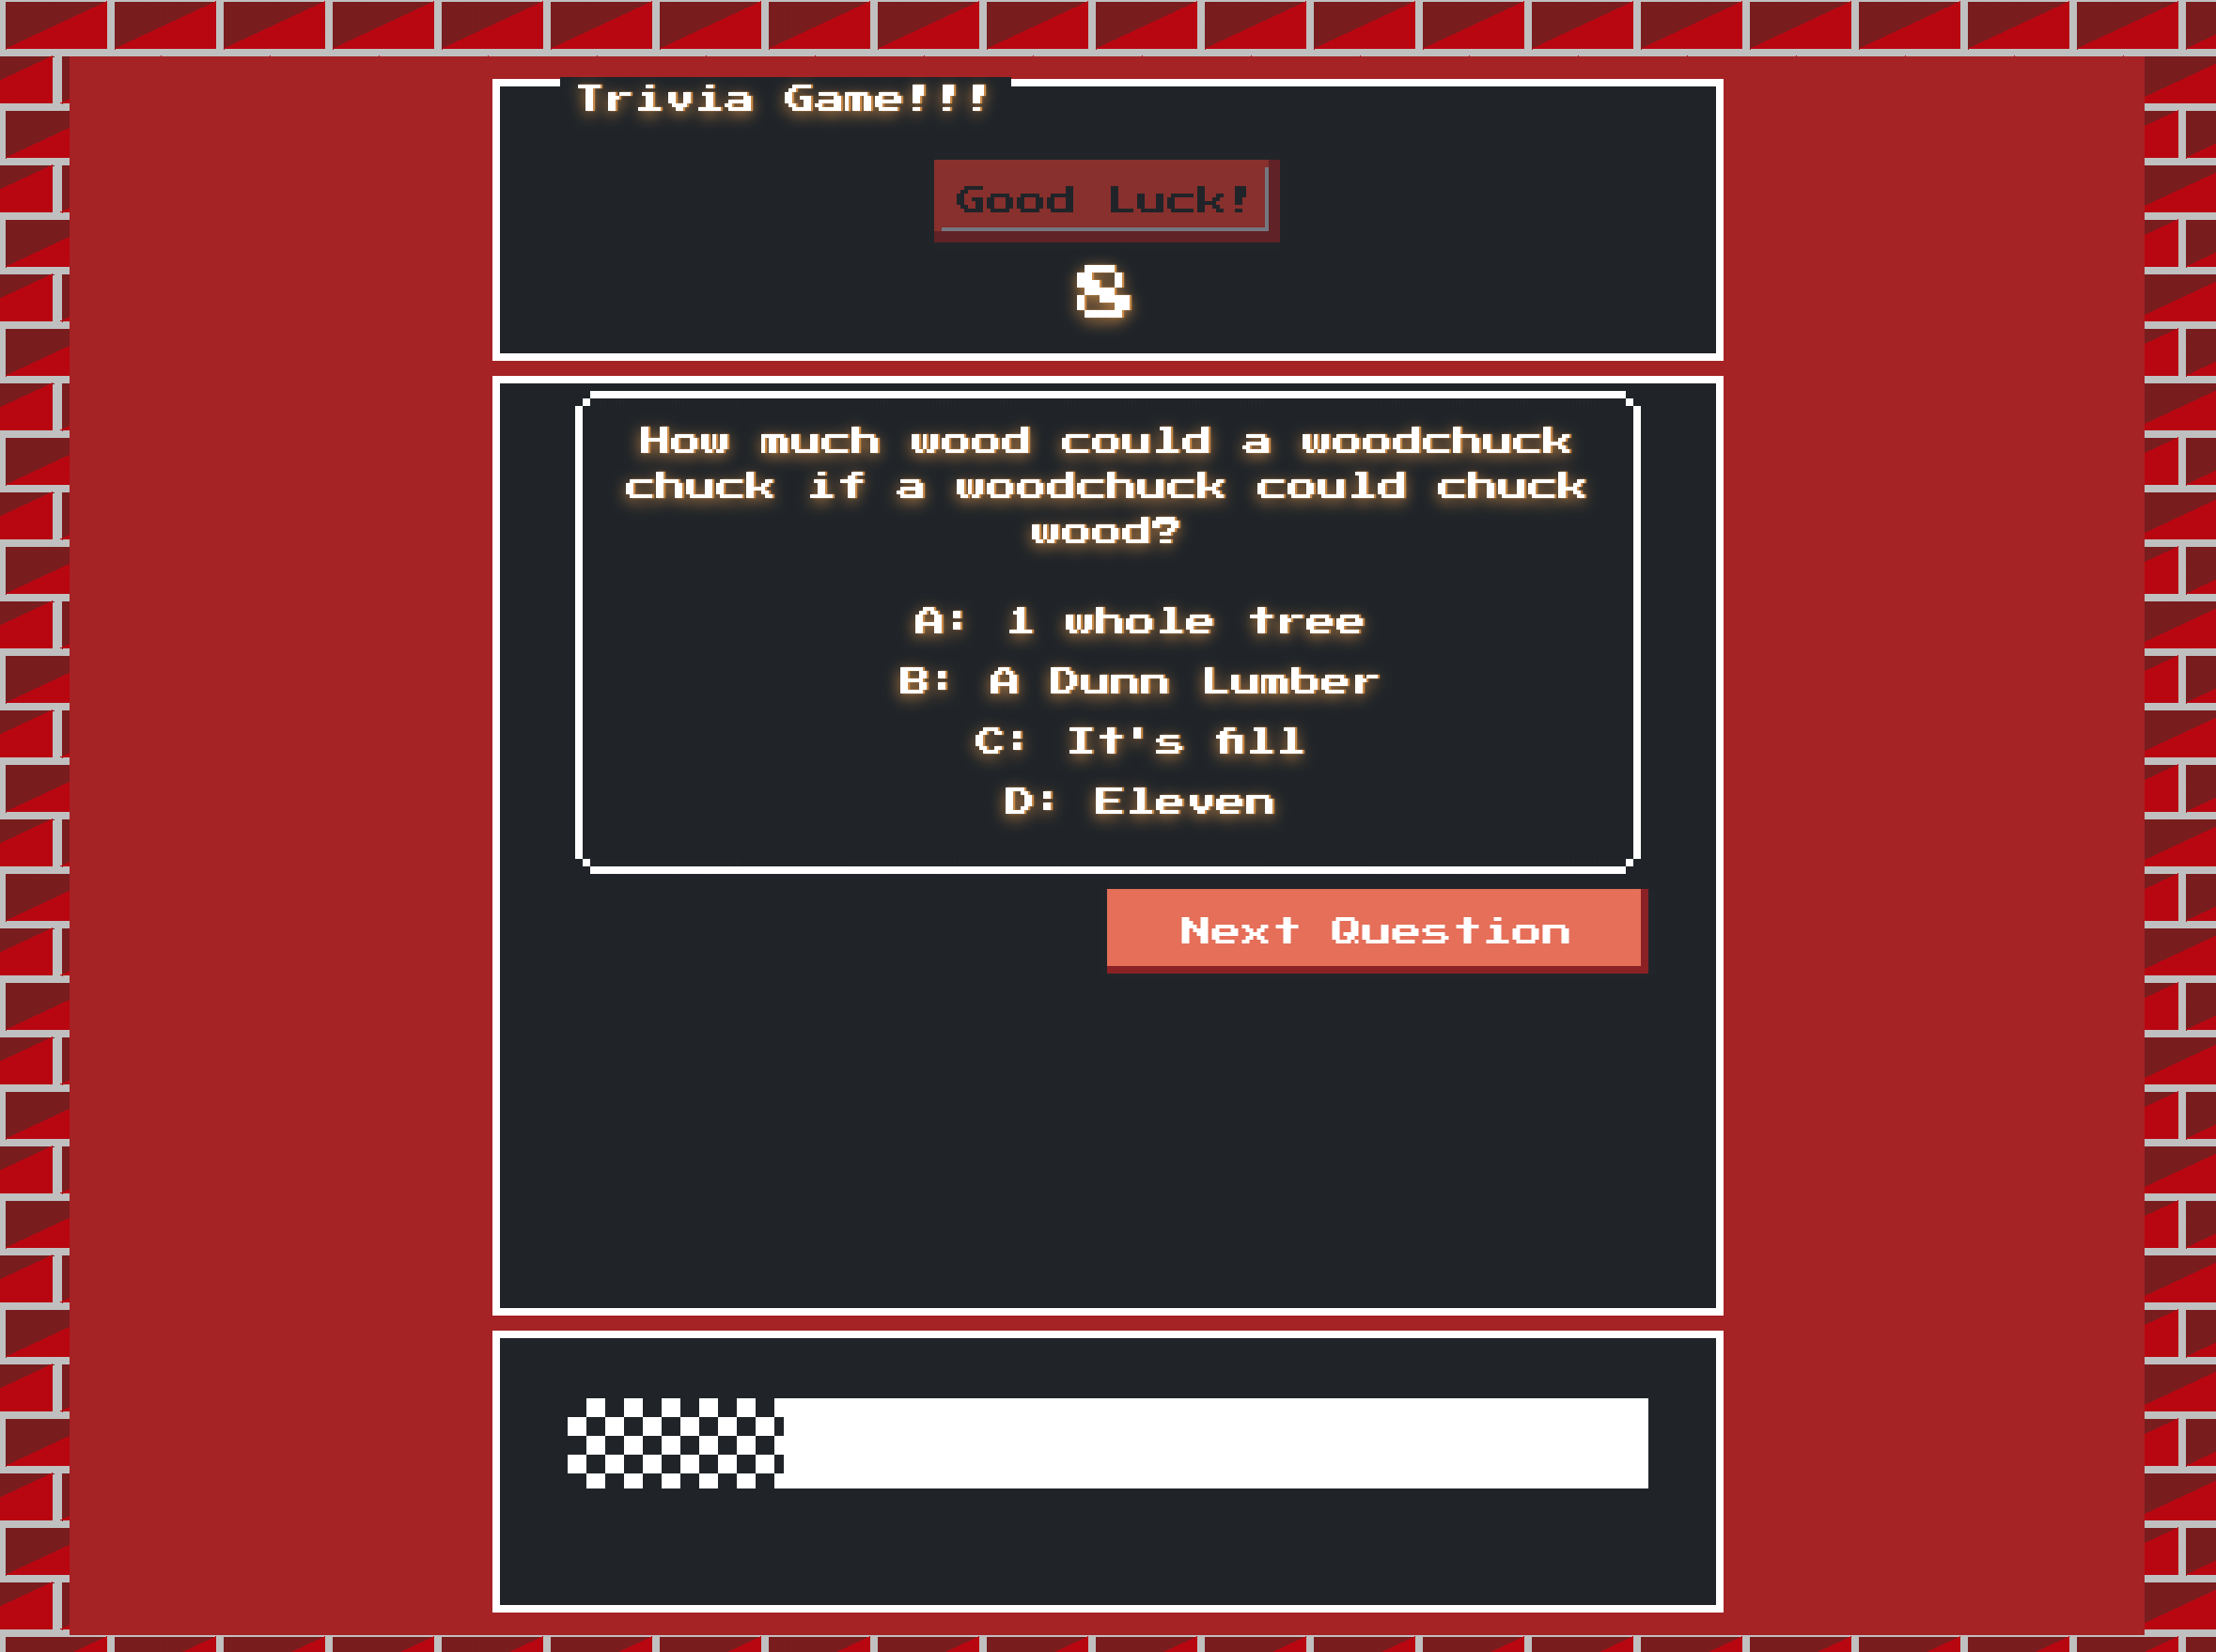 Trivia Game!!!
Good Luck!
8
How much wood could a woodchuck
chuck if a woodchuck could chuck
wood?
A: 1 whole tree
B: A Dunn Lumber
C: It's fill
D: Eleven
Next Question